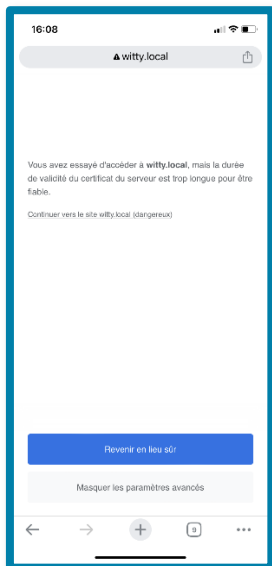 16:08
witty.local
Vous avez essayé d'accéder à witty.local, mais la durée
de validité du certificat du serveur est trop longue pour être
fiable.
Continuer vers le site witty.local (dangereux)
Revenir en lieu sûr
Masquer les paramètres avancés
9